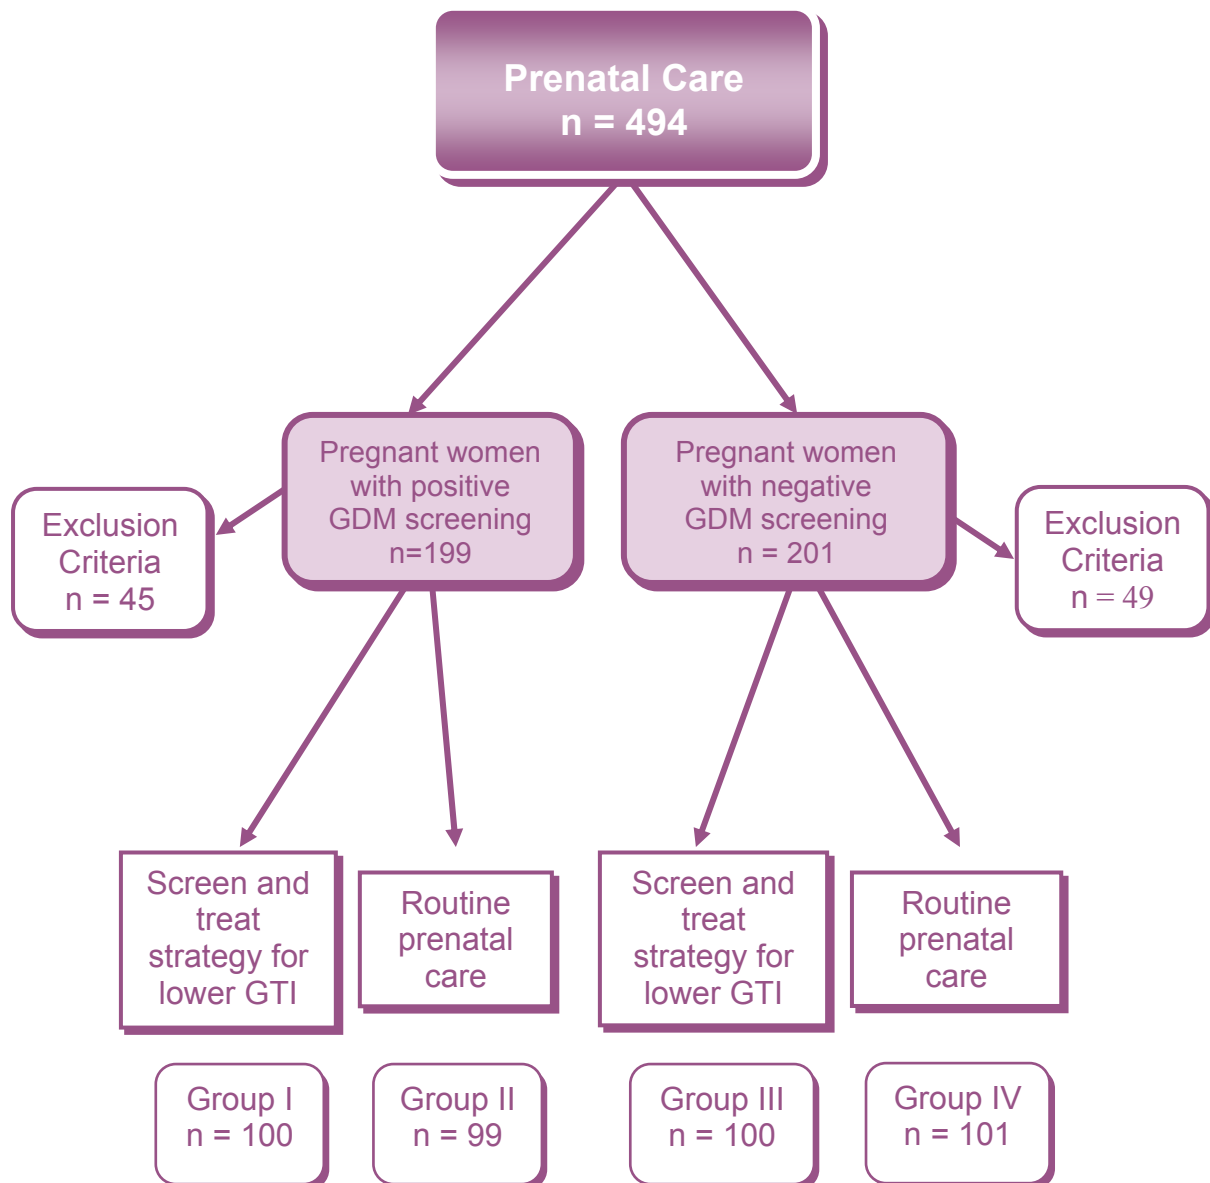 Prenatal Care
n = 494
Pregnant women
with positive
GDM screening
n=199
Pregnant women
with negative
GDM screening
n = 201
Exclusion
Criteria
n = 45
Exclusion
Criteria
n = 49
Screen and
treat
strategy for
lower GTI
Routine
prenatal
care
Screen and
treat
strategy for
lower GTI
Routine
prenatal
care
Group I
n = 100
Group II
n = 99
Group III
n = 100
Group IV
n = 101